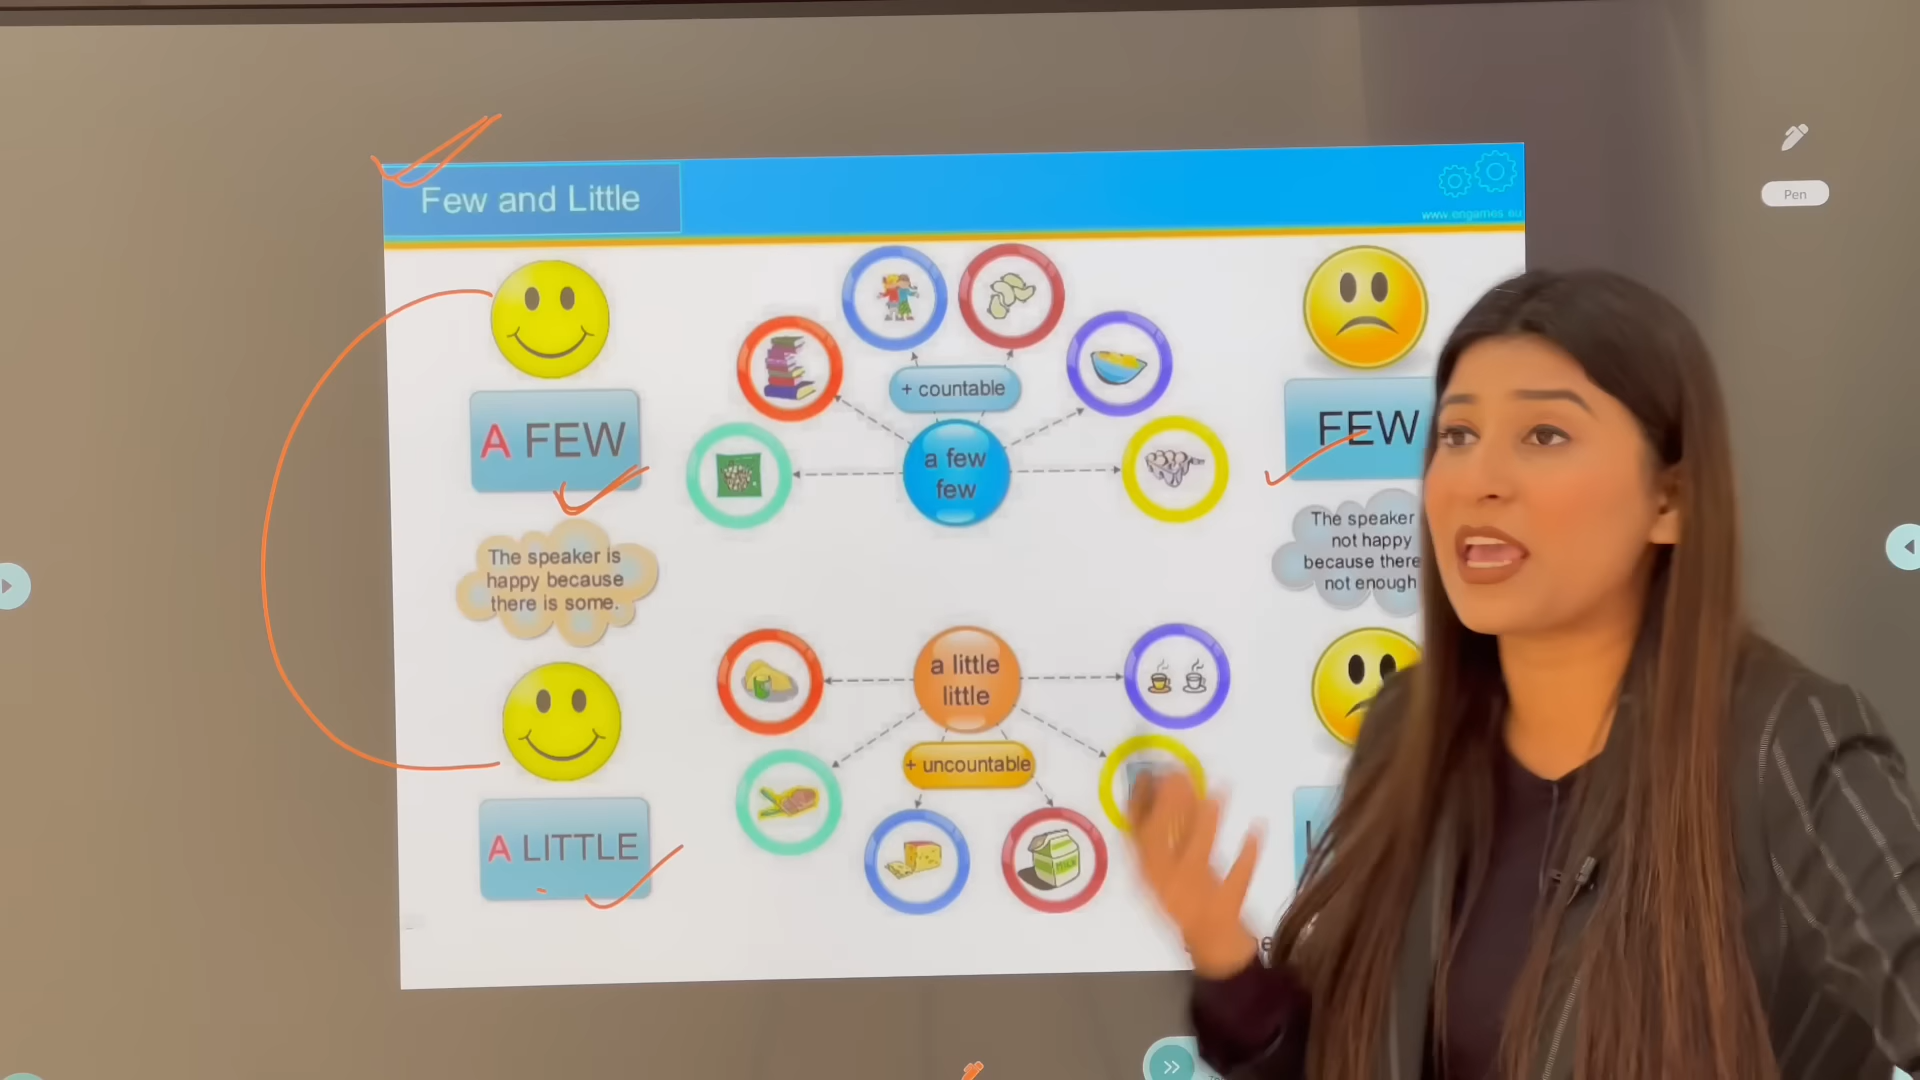 Pen
Few and Little
www.engames.eu
+ countable
A FEW
a few
few
FEW
The speaker is
happy because
there is some.
The speaker
not happy
because there
not enough
a little
little
+ uncountable
MILK
A LITTLE